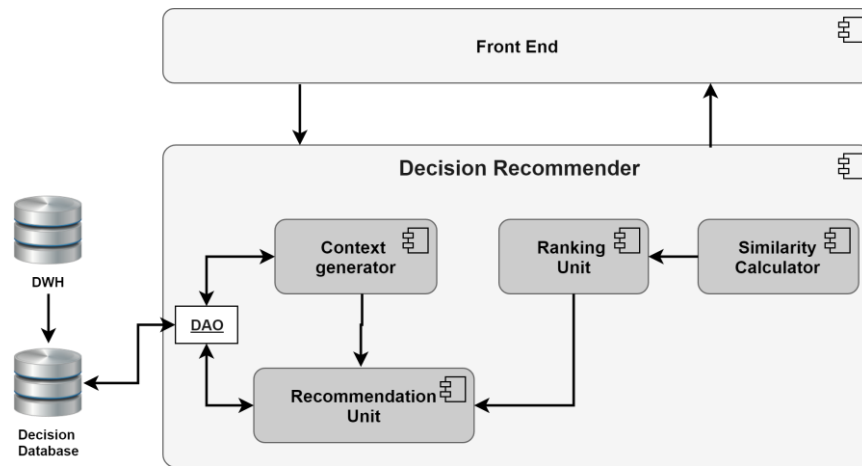 Front End
Decision Recommender
Context
generator
Ranking
Unit
Similarity
Calculator
DWH
DAO
Recommendation
Unit
Decision
Database